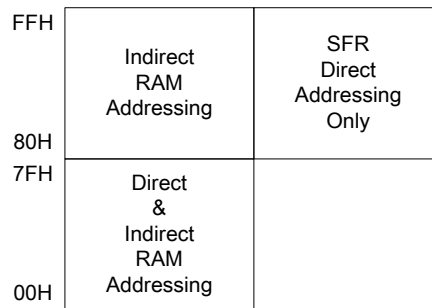 FFH
Indirect
RAM
Addressing
SFR
Direct
Addressing
Only
80H
7FH
Direct
&
Indirect
RAM
Addressing
00H